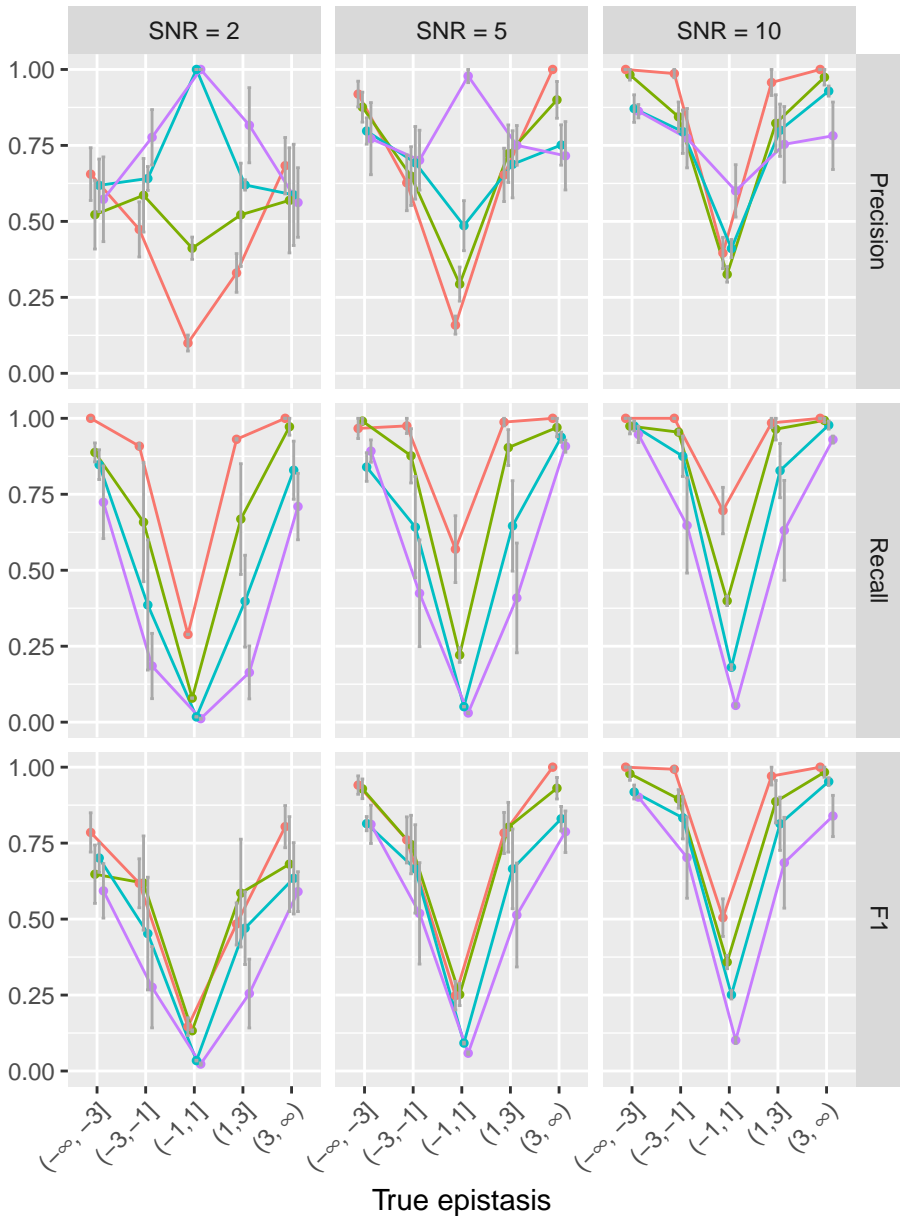 SNR = 2 SNR = 5 SNR = 10
1.00
0.75
0.50
0.25
0.00
Precision
1.00
0.75
0.50
0.25
0.00
Recall
1.00
0.75
0.50
0.25
0.00
F1
(−∞, −3] (−3,−1] (−1,1] (1,3] (3, ∞) (−∞, −3] (−3,−1] (−1,1] (1,3] (3, ∞) (−∞, −3] (−3,−1] (−1,1] (1,3] (3, ∞)
True epistasis